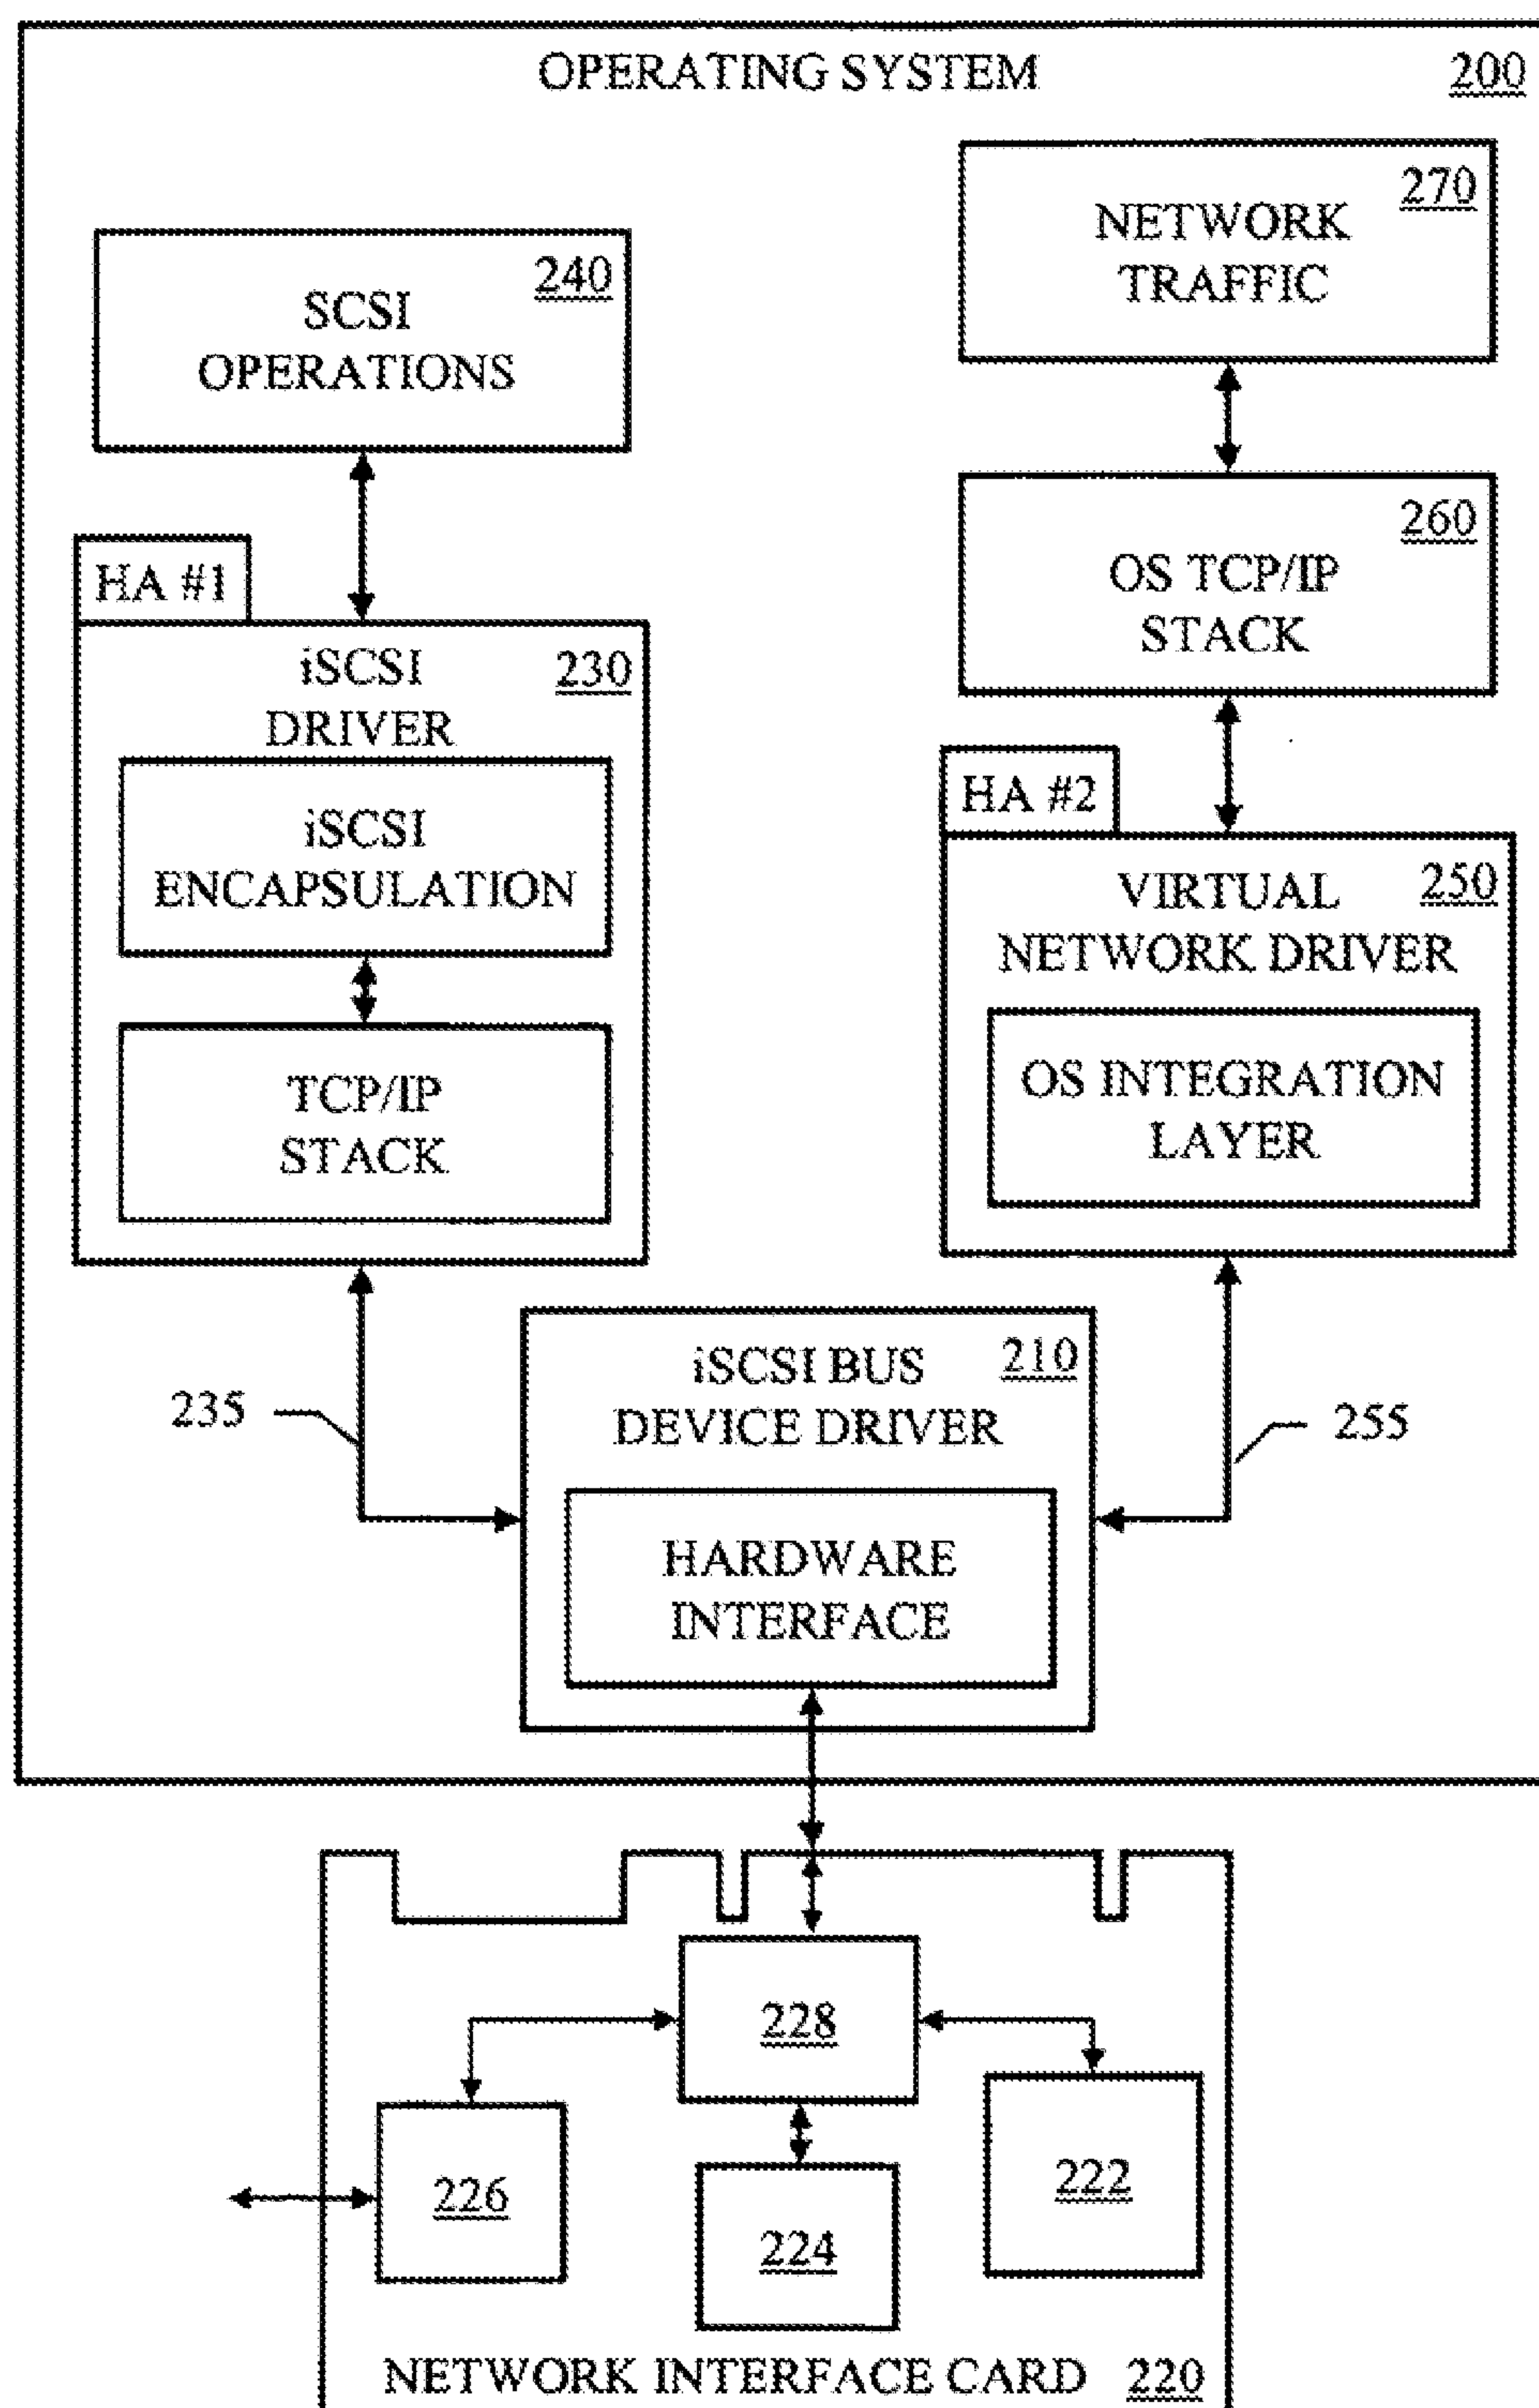 OPERATING SYSTEM 200
NETWORK
TRAFFIC
270
SCSI
OPERATIONS
240
OS TCP/IP
STACK
260
HA #1
iSCSI
DRIVER
230
iSCSI
ENCAPSULATION
TCP/IP
STACK
HA #2
VIRTUAL
NETWORK DRIVER
250
OS INTEGRATION
LAYER
iSCSI BUS
DEVICE DRIVER
210
HARDWARE
INTERFACE
235
255
228
226
224
222
NETWORK INTERFACE CARD 220